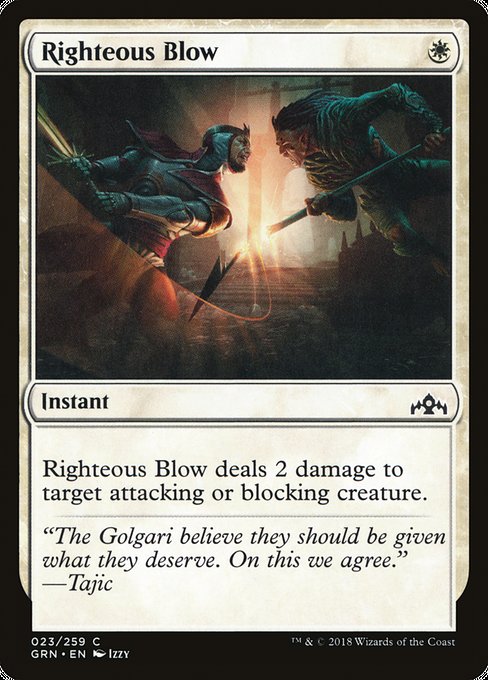 Righteous Blow
Instant
Righteous Blow deals 2 damage to
target attacking or blocking creature.
“The Golgari believe they should be given
what they deserve. On this we agree.”
—Tajic
023/259 C
GRN • EN Izzy
™ & © 2018 Wizards of the Coast